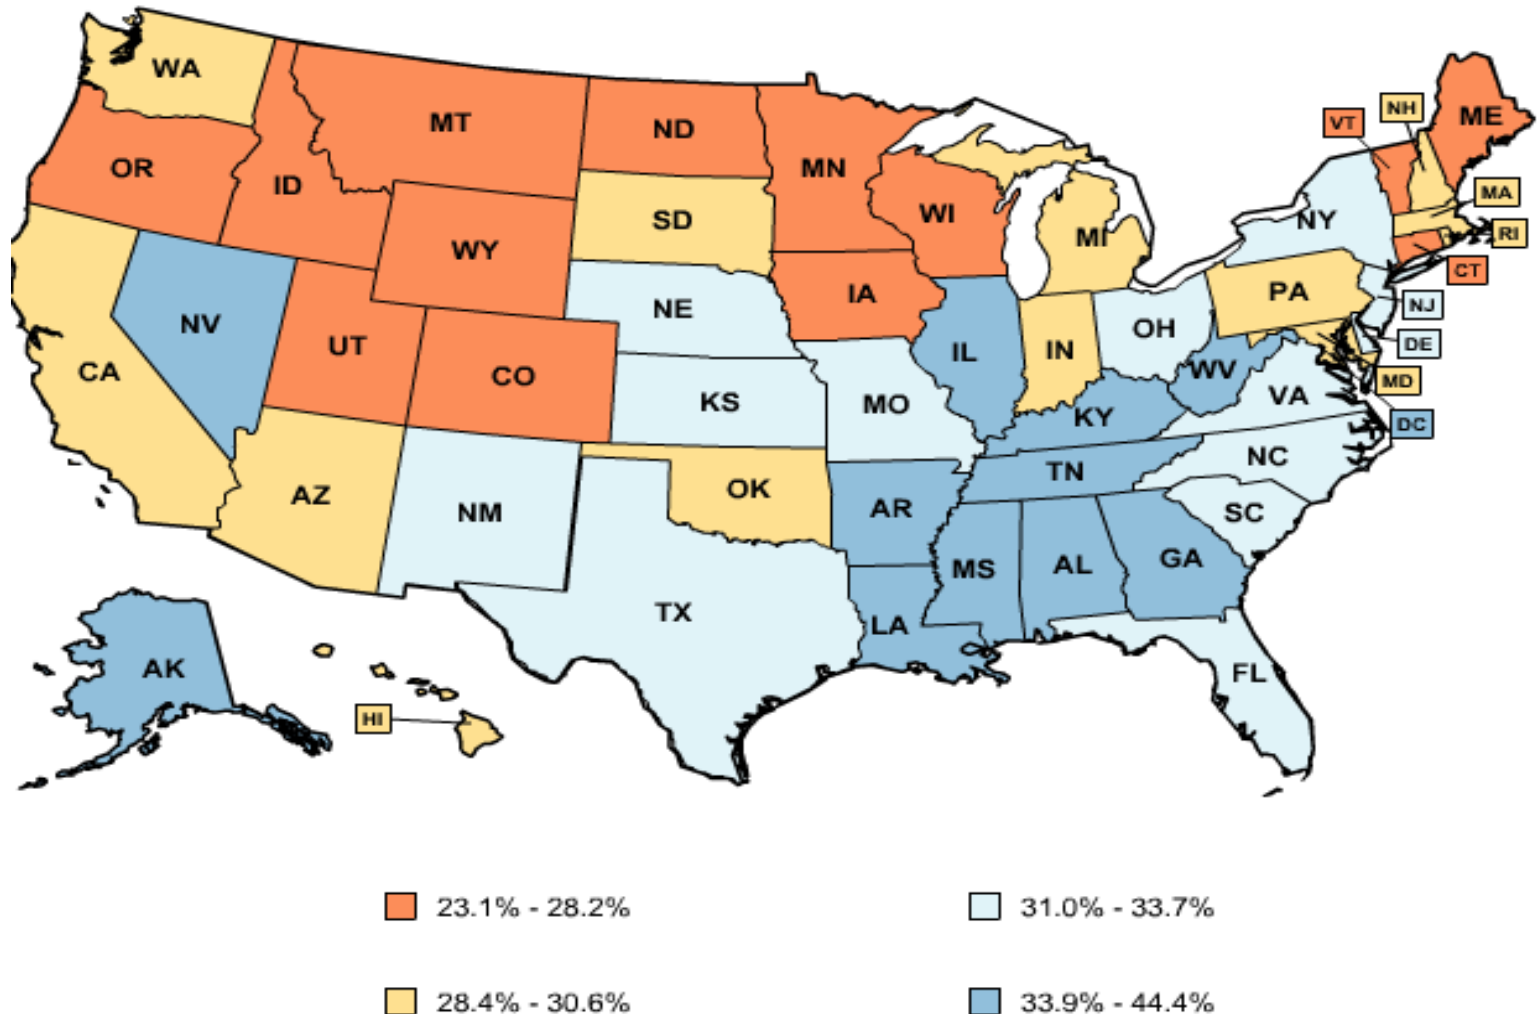 WA
MT
ND
MN
OR
ID
SD
WI
MI
WY
NE
IA
NV
UT
CO
CA
KS
MO
IL
IN
OH
PA
NY
VT
NH
ME
MA
RI
CT
NJ
DE
MD
DC
WV
VA
KY
NC
TN
SC
AZ
NM
OK
AR
MS
AL
GA
LA
TX
FL
AK
HI
23.1% - 28.2%
31.0% - 33.7%
28.4% - 30.6%
33.9% - 44.4%